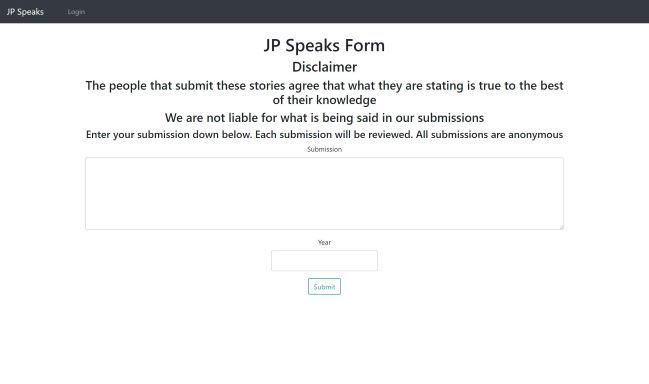 JP Speaks Login
JP Speaks Form
Disclaimer
The people that submit these stories agree that what they are stating is true to the best
of their knowledge
We are not liable for what is being said in our submissions
Enter your submission down below. Each submission will be reviewed. All submissions are anonymous
Submission
Year
Submit